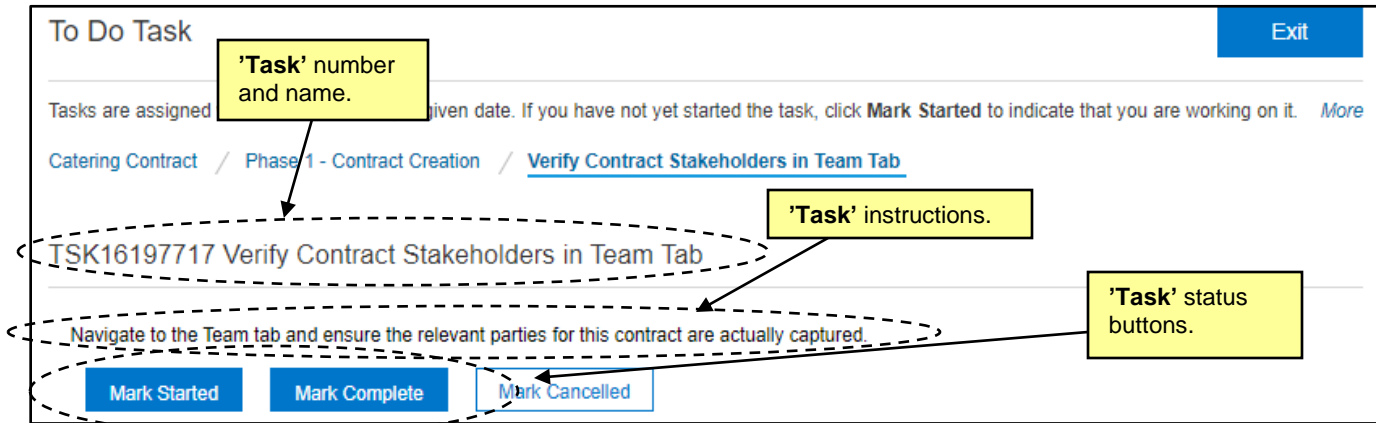 To Do Task
Exit
’Task’ number
and name.
Tasks are assigned iven date. If you have not yet started the task, click Mark Started to indicate that you are working on it. More
Catering Contract / Phase 1 - Contract Creation / Verify Contract Stakeholders in Team Tab
’Task’ instructions.
TSK16197717 Verify Contract Stakeholders in Team Tab
’Task’ status
buttons.
Navigate to the Team tab and ensure the relevant parties for this contract are actually captured.
Mark Started Mark Complete Mark Cancelled